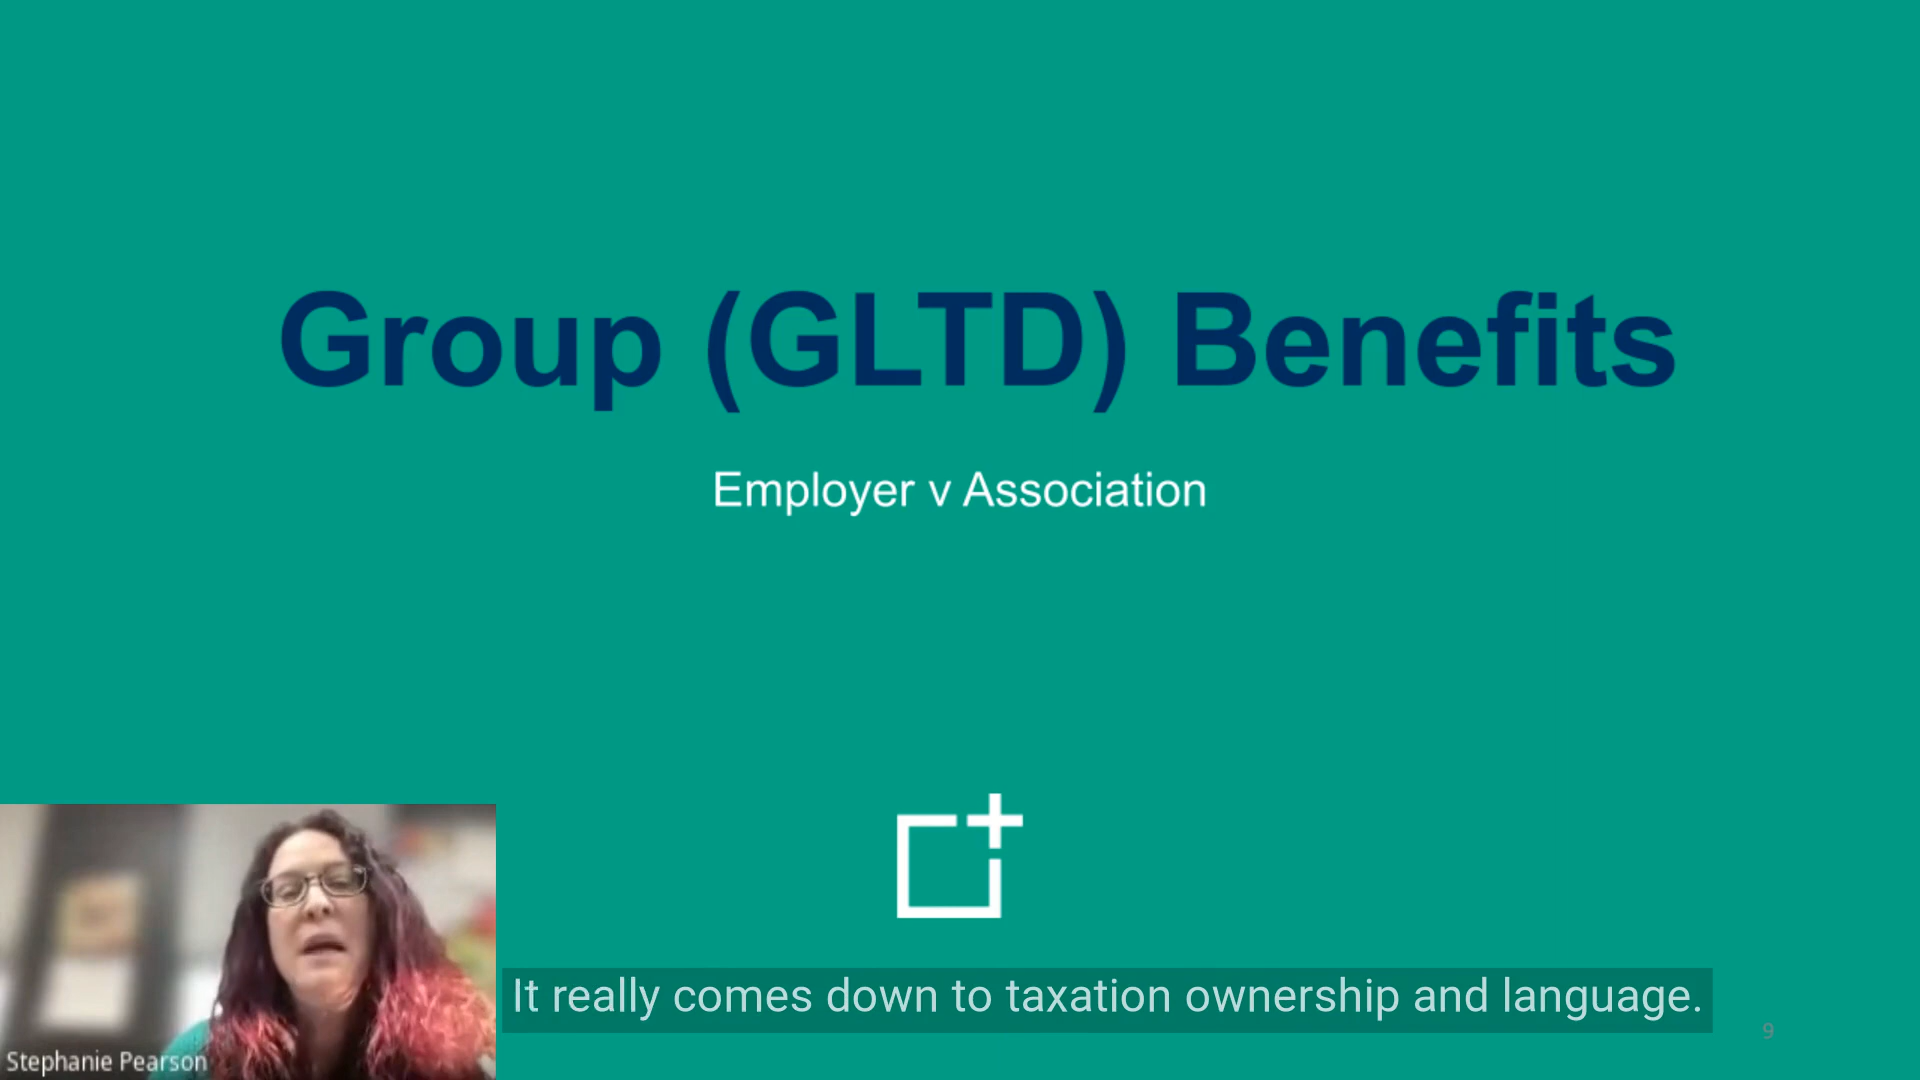 Group (GLTD) Benefits
Employer v Association
It really comes down to taxation ownership and language.
9
Stephanie Pearson